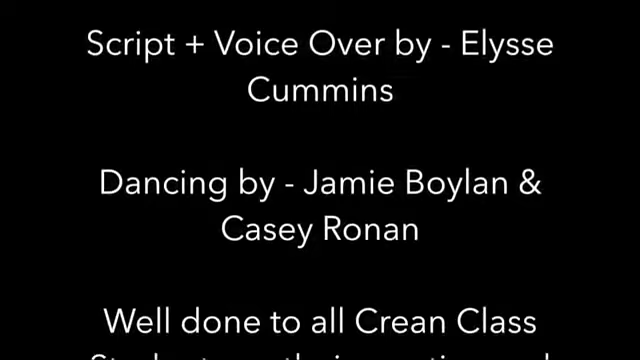 Script + Voice Over by - Elysse
Cummins
Dancing by - Jamie Boylan &
Casey Ronan
Well done to all Crean Class